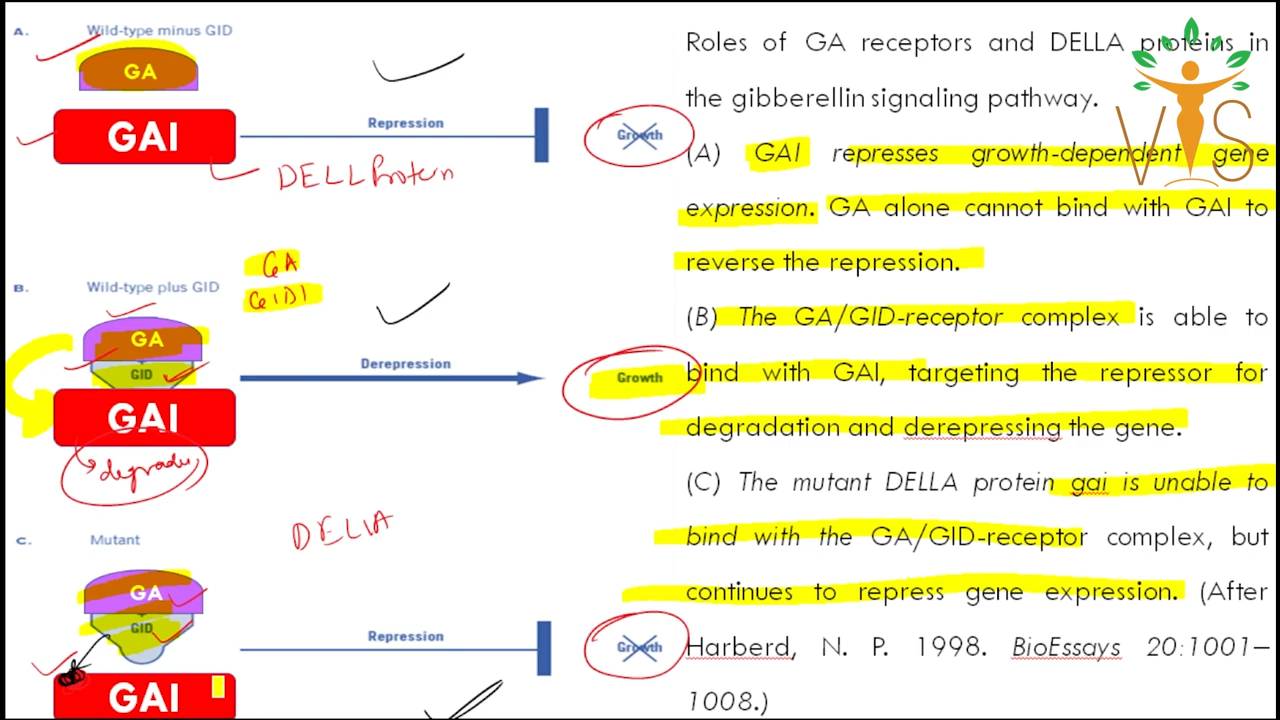 A. Wild-type minus GID
GA
GAI
Repression
Growth
DELL Protein
B. Wild-type plus GID
GA
GID1
GA
GID
GAI
Derepression
Growth
C. Mutant
DELLA
GA
GID
GAI
Repression
Growth
Roles of GA receptors and DELLA proteins in
the gibberellin signaling pathway.
(A) GAI represses growth-dependent gene
expression. GA alone cannot bind with GAI to
reverse the repression.
(B) The GA/GID-receptor complex is able to
bind with GAI, targeting the repressor for
degradation and derepressing the gene.
(C) The mutant DELLA protein gai is unable to
bind with the GA/GID-receptor complex, but
continues to repress gene expression. (After
Harberd, N. P. 1998. BioEssays 20:1001–
1008.)
V S